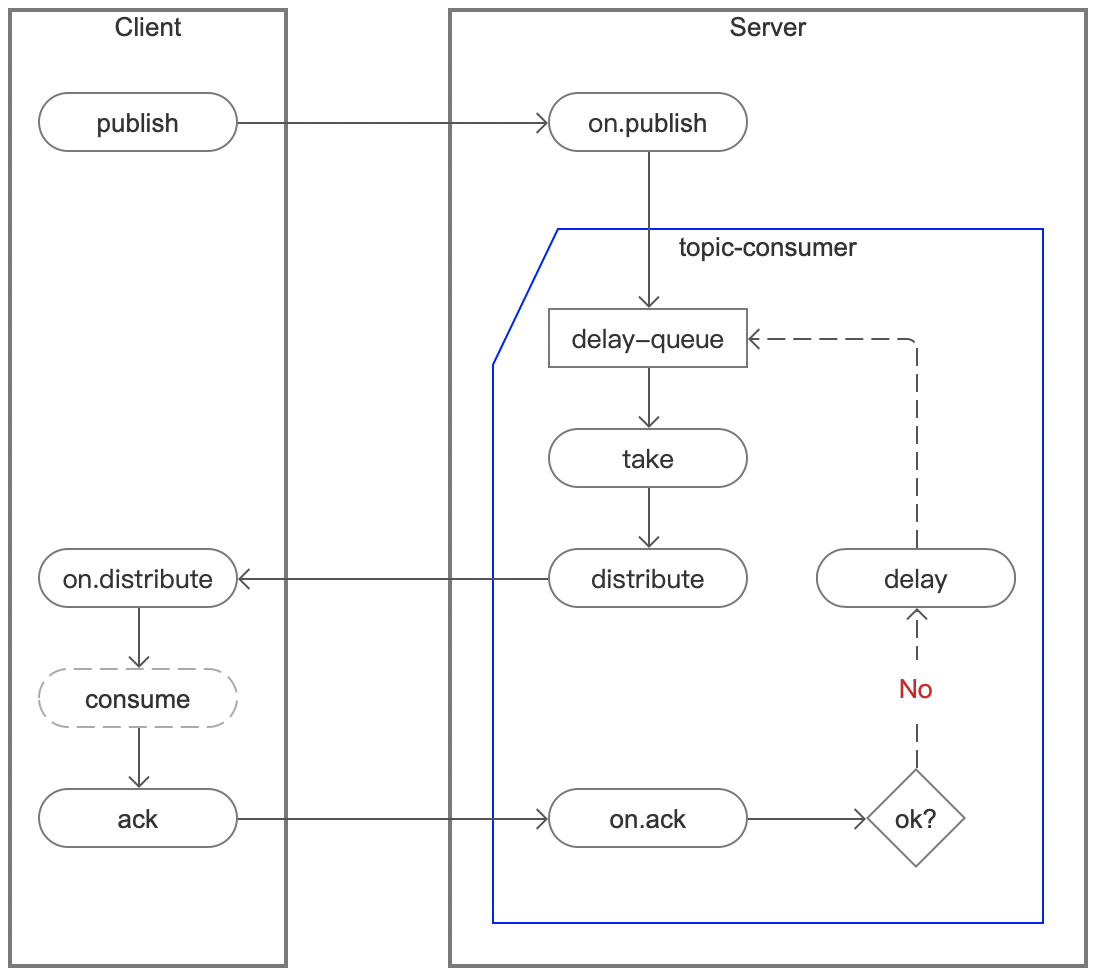 Client
Server
publish
on.publish
topic-consumer
delay–queue
take
on.distribute
distribute
delay
consume
No
ack
on.ack
ok?